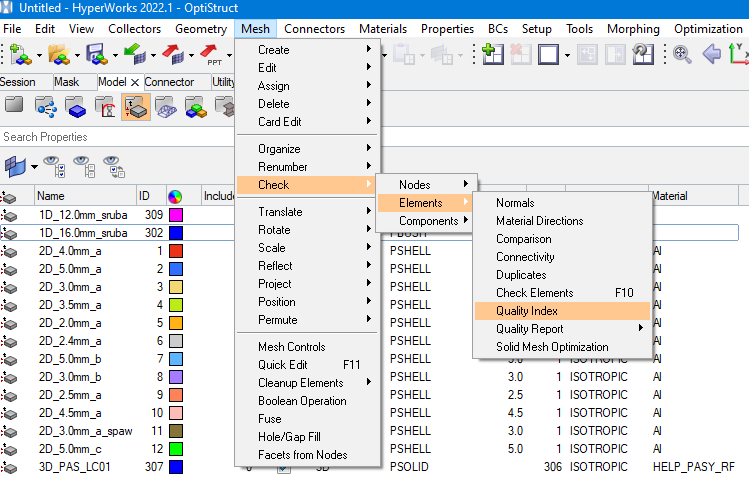 Untitled - HyperWorks 2022.1 - OptiStruct
File Edit View Collectors Geometry Mesh Connectors Materials Properties BCs Setup Tools Morphing Optimization
PPT
Session Mask Model Connector Utility
Search Properties
Create
Edit
Assign
Delete
Card Edit
Organize
Renumber
Check
Translate
Rotate
Scale
Reflect
Project
Position
Permute
Mesh Controls
Quick Edit F11
Cleanup Elements
Boolean Operation
Fuse
Hole/Gap Fill
Facets from Nodes
Nodes
Elements
Components
Normals
Material Directions
Comparison
Connectivity
Duplicates
Check Elements F10
Quality Index
Quality Report
Solid Mesh Optimization
Name ID Include Material
1D_12.0mm_sruba 309
1D_16.0mm_sruba 302 PBUSH
2D_4.0mm_a 1 PSHELL Al
2D_5.0mm_a 2 PSHELL Al
2D_3.0mm_a 3 PSHELL Al
2D_3.5mm_a 4 PSHELL Al
2D_2.0mm_a 5 PSHELL Al
2D_2.4mm_a 6 PSHELL Al
2D_5.0mm_b 7 PSHELL 5.0 1 ISOTROPIC Al
2D_3.0mm_b 8 PSHELL 3.0 1 ISOTROPIC Al
2D_2.5mm_a 9 PSHELL 2.5 1 ISOTROPIC Al
2D_4.5mm_a 10 PSHELL 4.5 1 ISOTROPIC Al
2D_3.0mm_a_spaw 11 PSHELL 3.0 1 ISOTROPIC Al
2D_5.0mm_c 12 PSHELL 5.0 1 ISOTROPIC Al
3D_PAS_LC01 307 0 3D PSOLID 306 ISOTROPIC HELP_PASY_RF